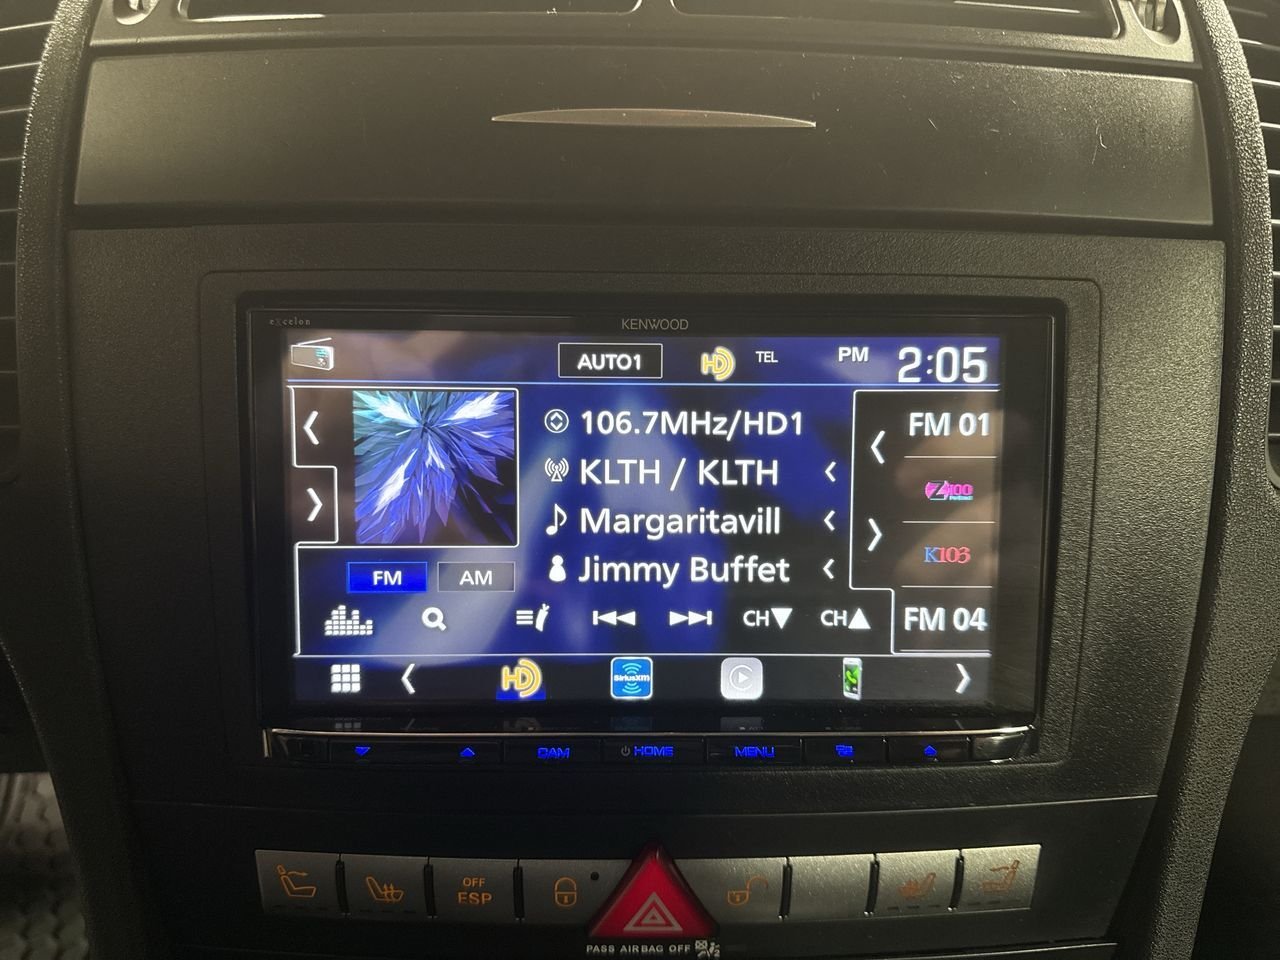 eXcelon
KENWOOD
AUTO1 HD TEL PM 2:05
106.7MHz/HD1
KLTH / KLTH
Margaritavill
Jimmy Buffet
FM AM
CH CH
FM 01
Z100
K103
FM 04
HD SiriusXM
CAM HOME MENU
OFF
ESP
PASS AIRBAG OFF